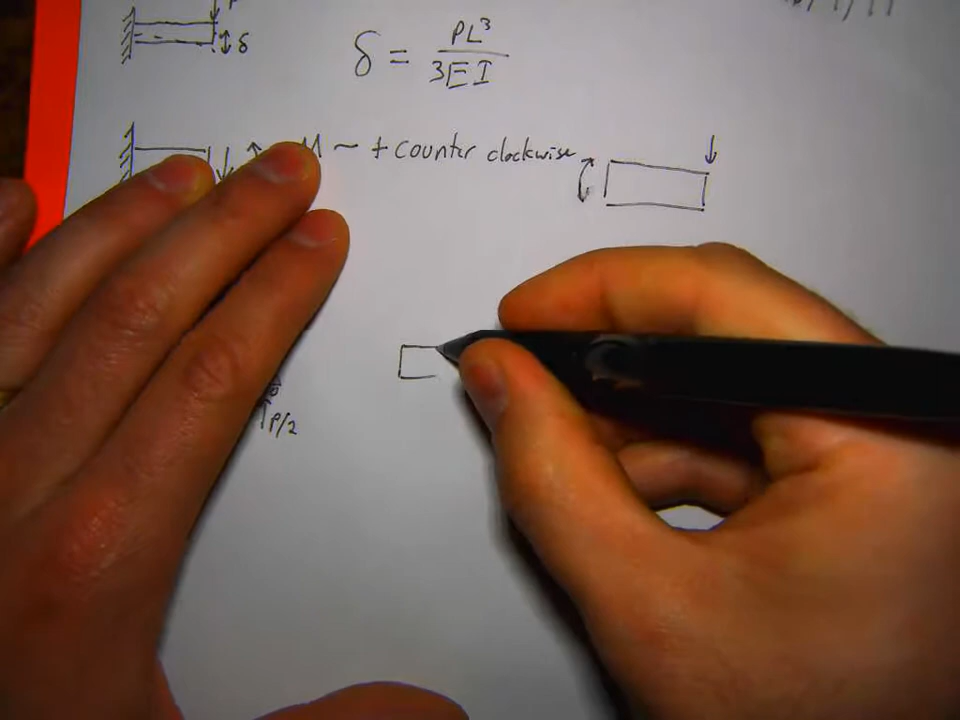 δ
δ = PL³ / 3EI
M ~ + counter clockwise
P/2